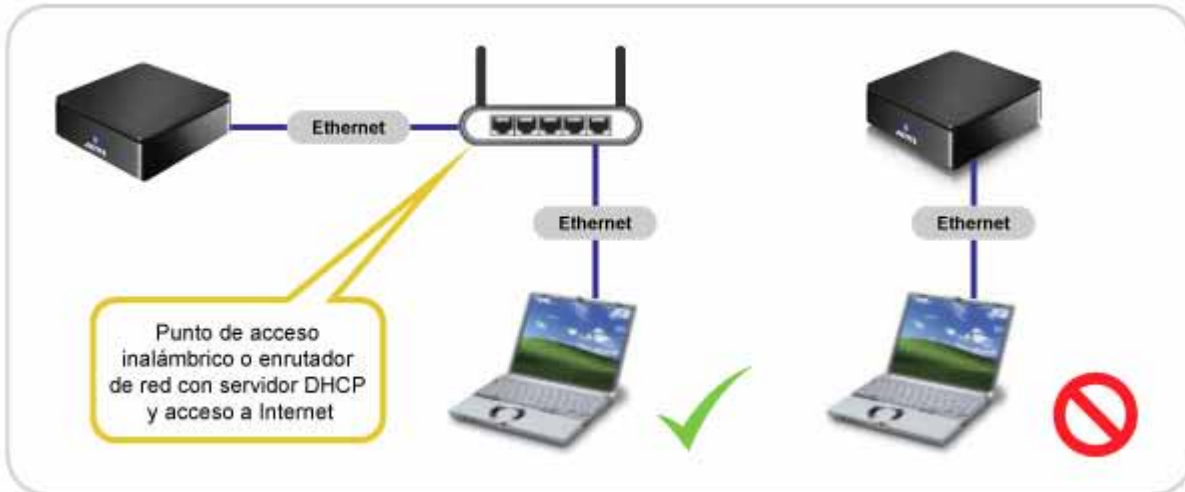 Ethernet
Ethernet
Ethernet
Punto de acceso
inalámbrico o enrutador
de red con servidor DHCP
y acceso a Internet